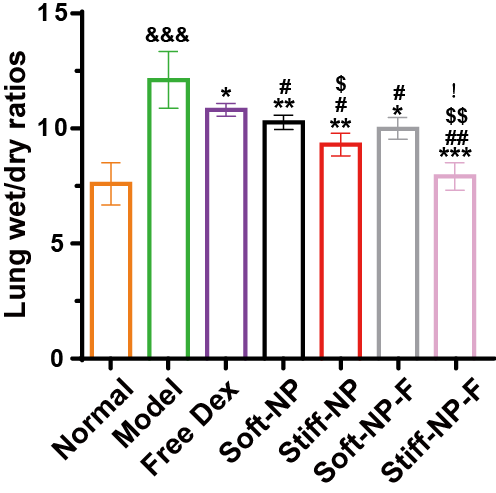 Lung wet/dry ratios
15
10
5
0
&&&
*
#
**
$
#
**
#
*
!
$$
##
***
Normal
Model
Free Dex
Soft-NP
Stiff-NP
Soft-NP-F
Stiff-NP-F